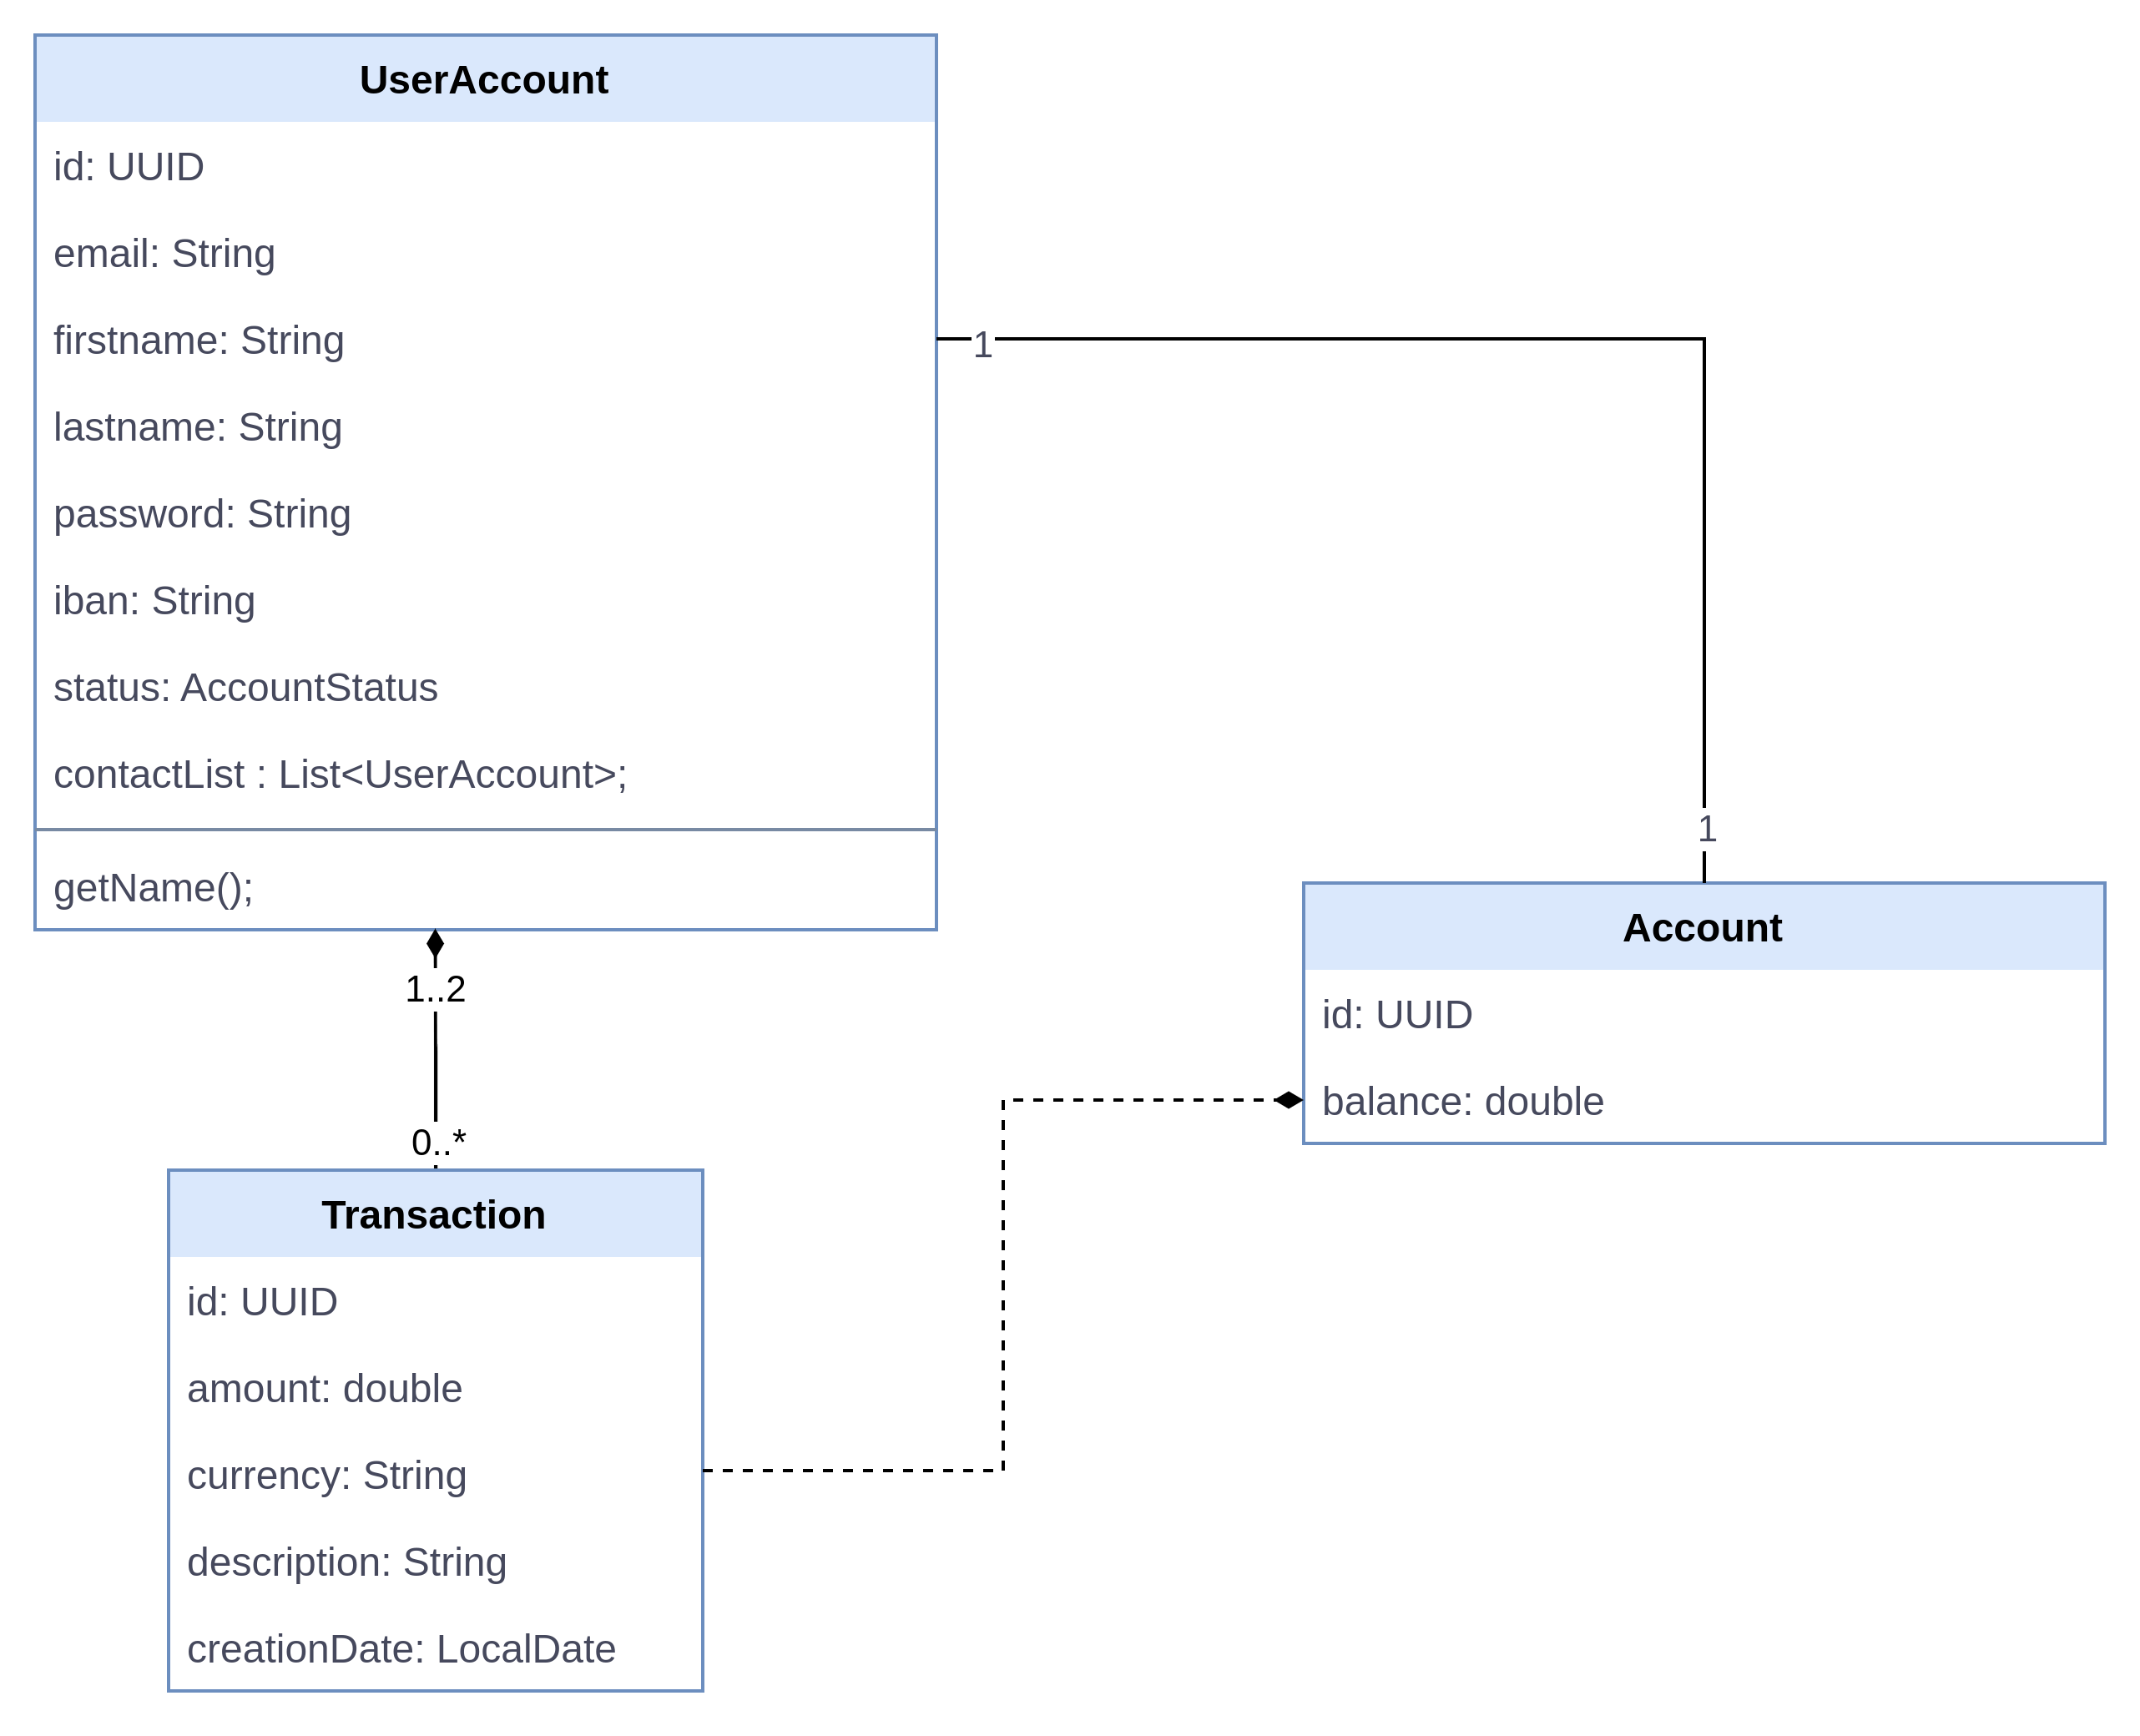 UserAccount
id: UUID
email: String
firstname: String
lastname: String
password: String
iban: String
status: AccountStatus
contactList : List<UserAccount>;
getName();
1
1
Account
id: UUID
balance: double
1..2
0..*
Transaction
id: UUID
amount: double
currency: String
description: String
creationDate: LocalDate